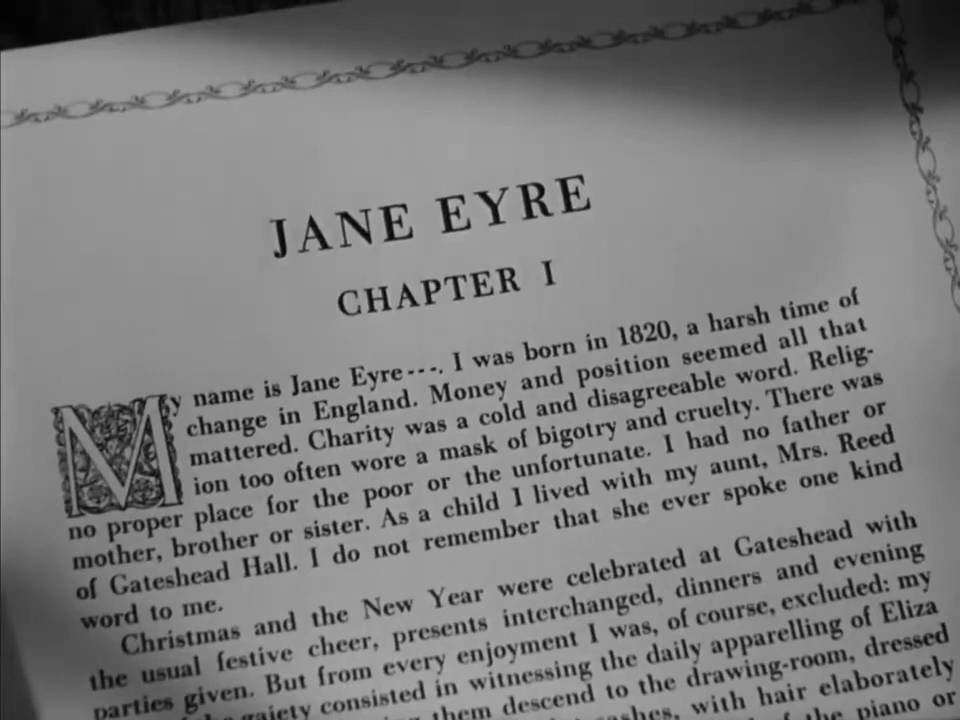 JANE EYRE
CHAPTER I
My name is Jane Eyre---. I was born in 1820, a harsh time of
change in England. Money and position seemed all that
mattered. Charity was a cold and disagreeable word. Relig-
ion too often wore a mask of bigotry and cruelty. There was
no proper place for the poor or the unfortunate. I had no father or
mother, brother or sister. As a child I lived with my aunt, Mrs. Reed
of Gateshead Hall. I do not remember that she ever spoke one kind
word to me.
Christmas and the New Year were celebrated at Gateshead with
the usual festive cheer, presents interchanged, dinners and evening
parties given. But from every enjoyment I was, of course, excluded: my
gaiety consisted in witnessing the daily apparelling of Eliza
them descend to the drawing-room, dressed
with hair elaborately
the piano or